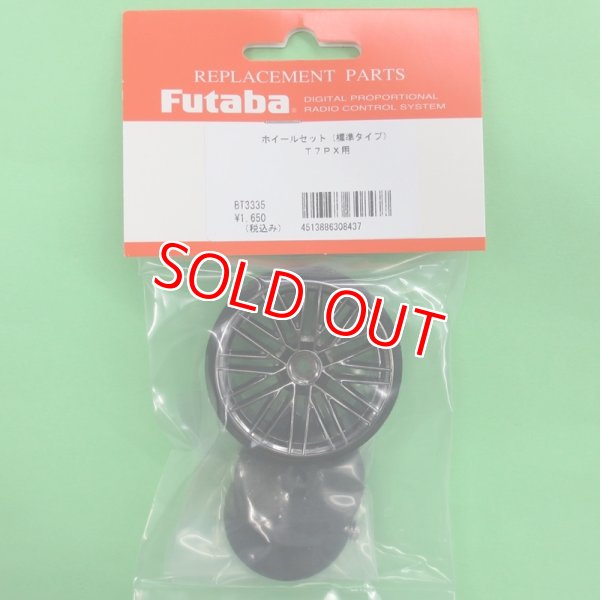 REPLACEMENT PARTS
Futaba®
DIGITAL PROPORTIONAL
RADIO CONTROL SYSTEM
ホイールセット（標準タイプ）
T7PX用
BT3335
¥1,650
（税込み）
4513886308437
SOLD OUT